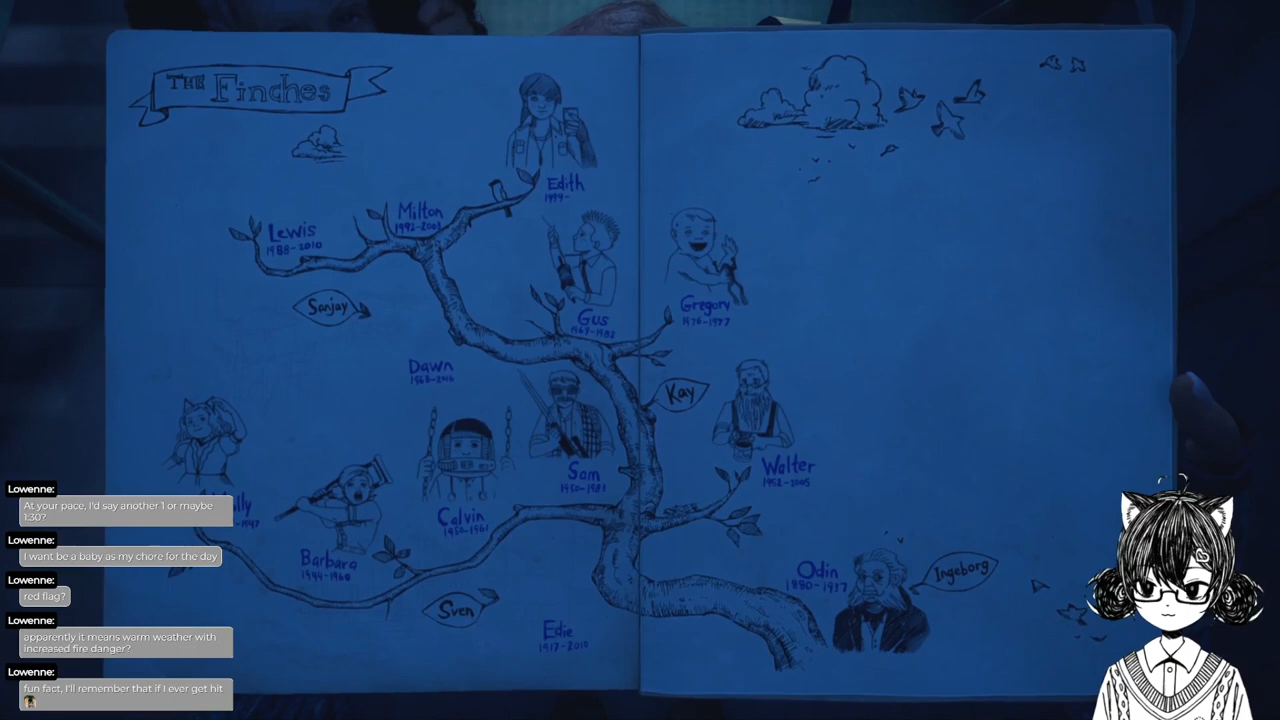 THE Finches
Edith
1999-
Milton
1992-2003
Lewis
1988-2010
Sanjay
Gus
1969-1982
Gregory
1976-1977
Dawn
1968-2016
Kay
Sam
1950-1983
Walter
1952-2005
Calvin
1950-1961
Barbara
1944-1960
Odin
1880-1937
Ingeborg
Sven
Edie
1917-2010
Lowenne:
At your pace, I'd say another 1 or maybe
1:30?
Lowenne:
I want be a baby as my chore for the day
Lowenne:
red flag?
Lowenne:
apparently it means warm weather with
increased fire danger?
Lowenne:
fun fact, I'll remember that if I ever get hit